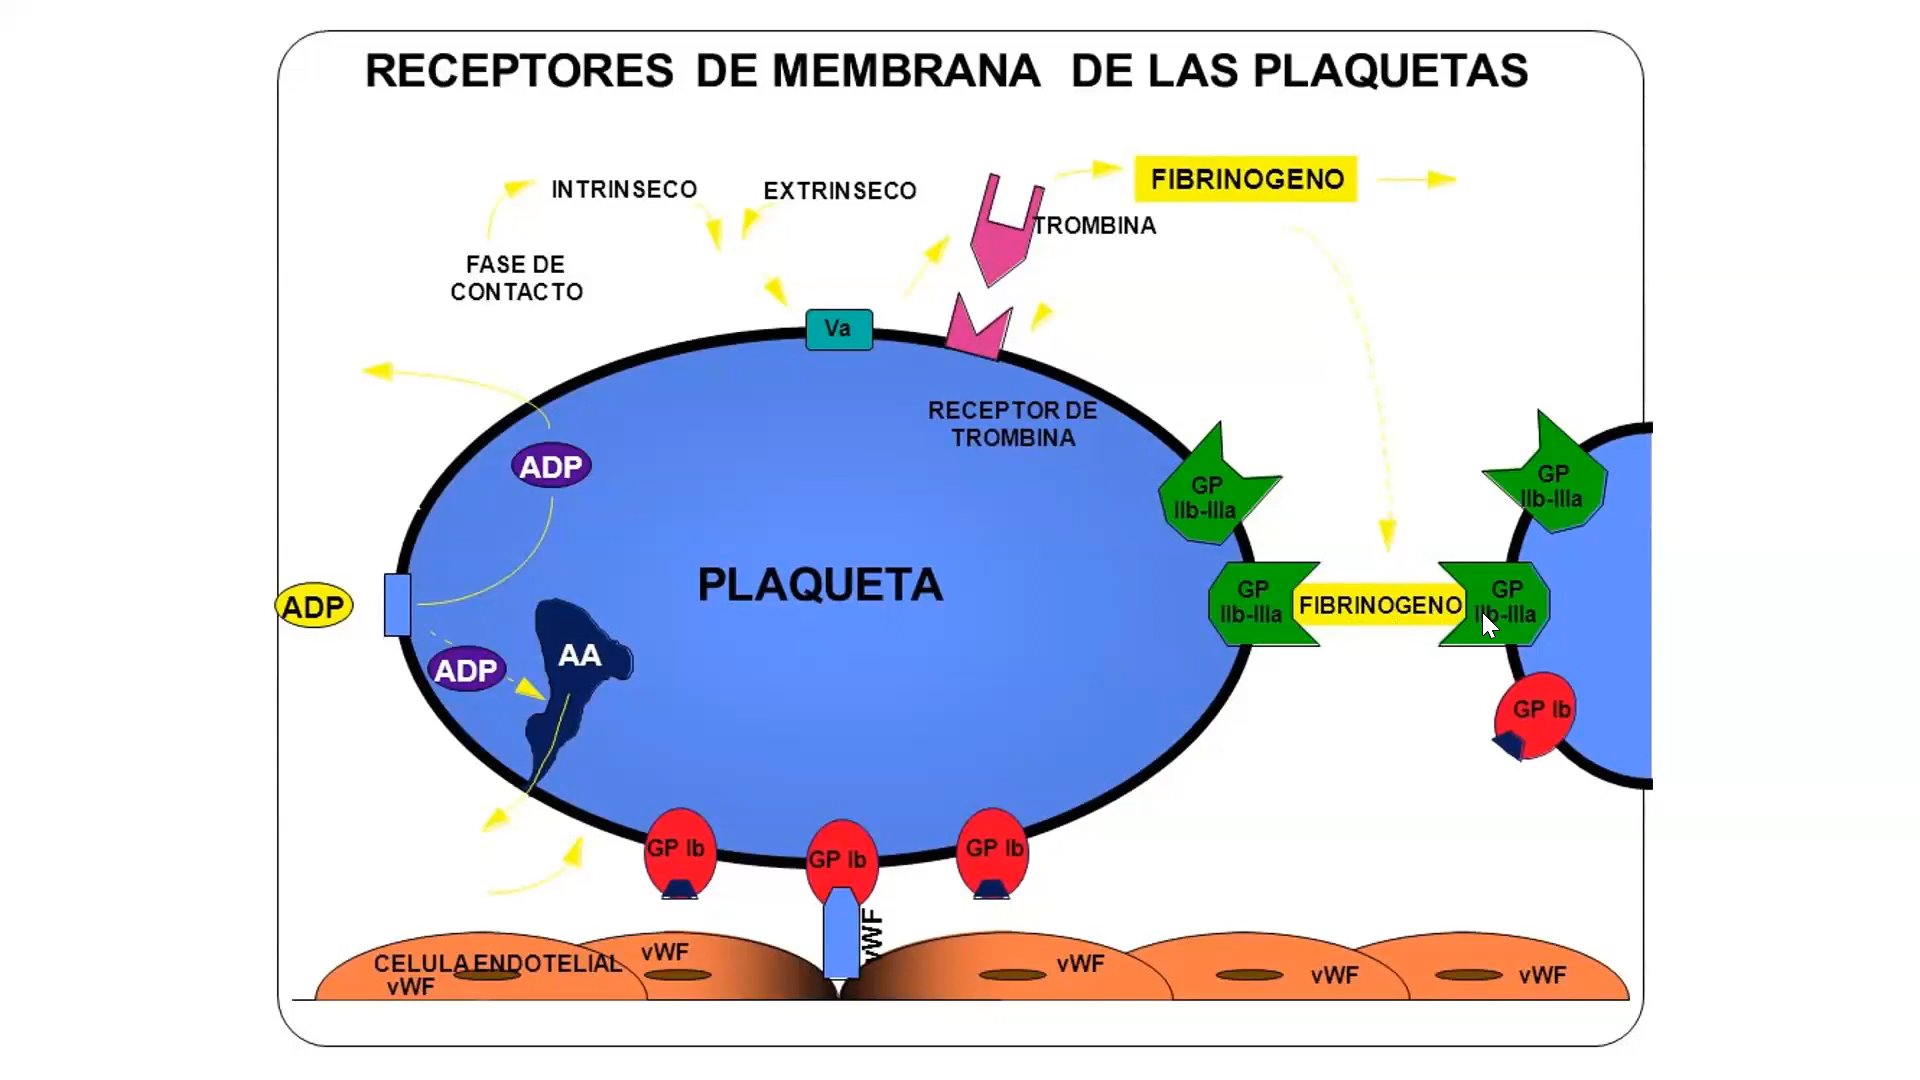 RECEPTORES DE MEMBRANA DE LAS PLAQUETAS
INTRINSECO
EXTRINSECO
FIBRINOGENO
TROMBINA
FASE DE
CONTACTO
Va
RECEPTOR DE
TROMBINA
ADP
GP
IIb-IIIa
GP
IIb-IIIa
PLAQUETA
ADP
GP
IIb-IIIa
FIBRINOGENO
GP
IIb-IIIa
AA
ADP
GP Ib
GP Ib
GP Ib
GP Ib
vWF
CELULA ENDOTELIAL
vWF
vWF
vWF
vWF
vWF